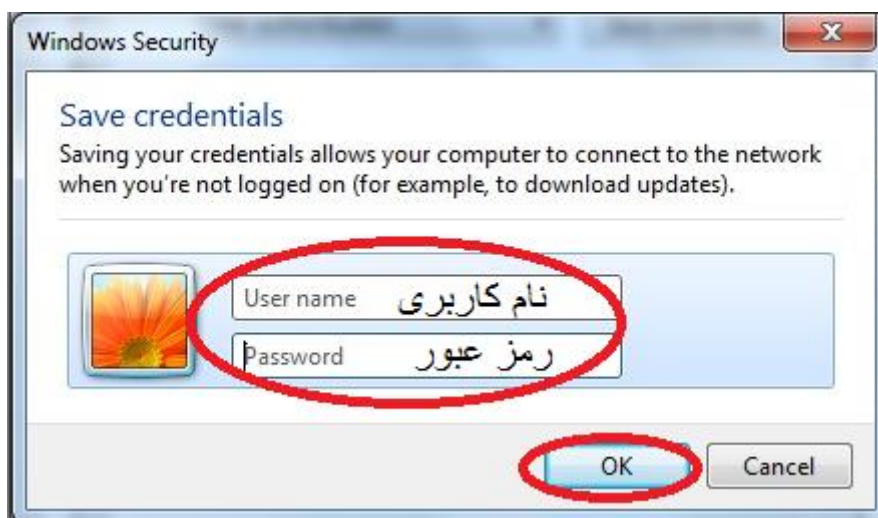 Windows Security
Save credentials
Saving your credentials allows your computer to connect to the network
when you're not logged on (for example, to download updates).
User name نام کاربری
Password رمز عبور
OK Cancel